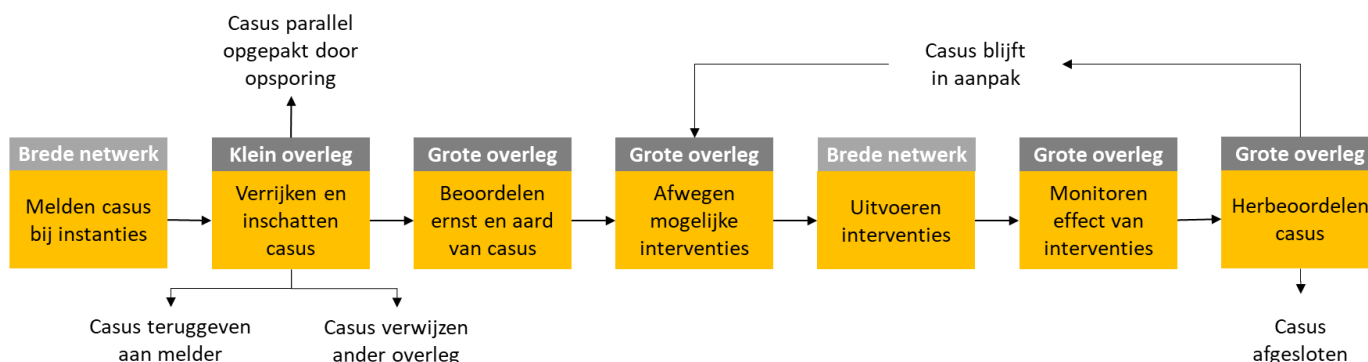 Casus parallel
opgepakt door
opsporing
Casus blijft
in aanpak
Brede netwerk
Melden casus
bij instanties
Klein overleg
Verrijken en
inschatten
casus
Grote overleg
Beoordelen
ernst en aard
van casus
Grote overleg
Afwegen
mogelijke
interventies
Brede netwerk
Uitvoeren
interventies
Grote overleg
Monitoren
effect van
interventies
Grote overleg
Herbeoordelen
casus
Casus teruggeven
aan melder
Casus verwijzen
ander overleg
Casus
afgesloten